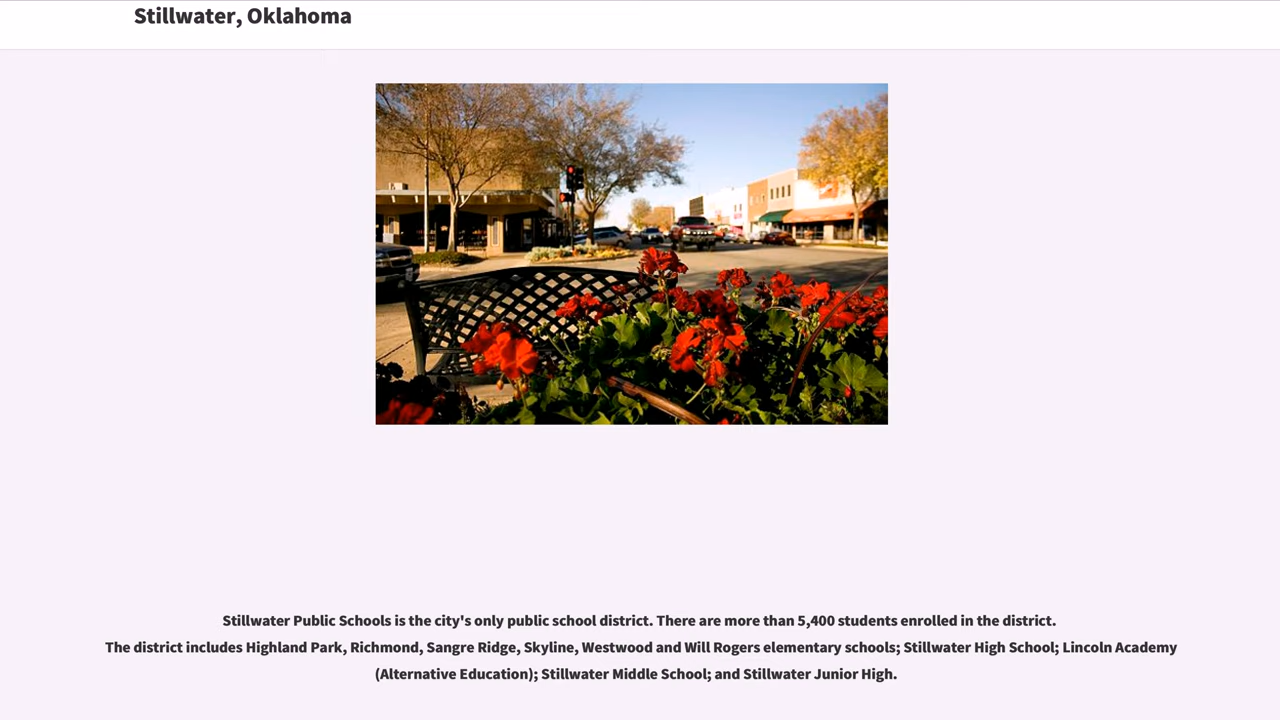 Stillwater, Oklahoma
Stillwater Public Schools is the city's only public school district. There are more than 5,400 students enrolled in the district.
The district includes Highland Park, Richmond, Sangre Ridge, Skyline, Westwood and Will Rogers elementary schools; Stillwater High School; Lincoln Academy
(Alternative Education); Stillwater Middle School; and Stillwater Junior High.